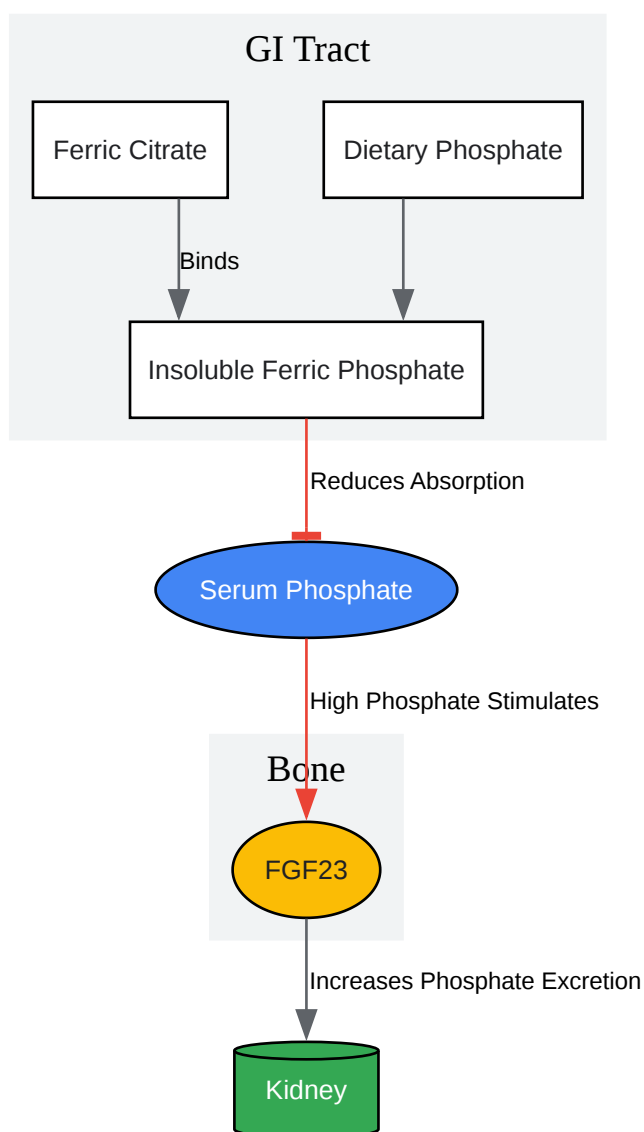 GI Tract
Ferric Citrate
Dietary Phosphate
Binds
Insoluble Ferric Phosphate
Reduces Absorption
Serum Phosphate
High Phosphate Stimulates
Bone
FGF23
Increases Phosphate Excretion
Kidney